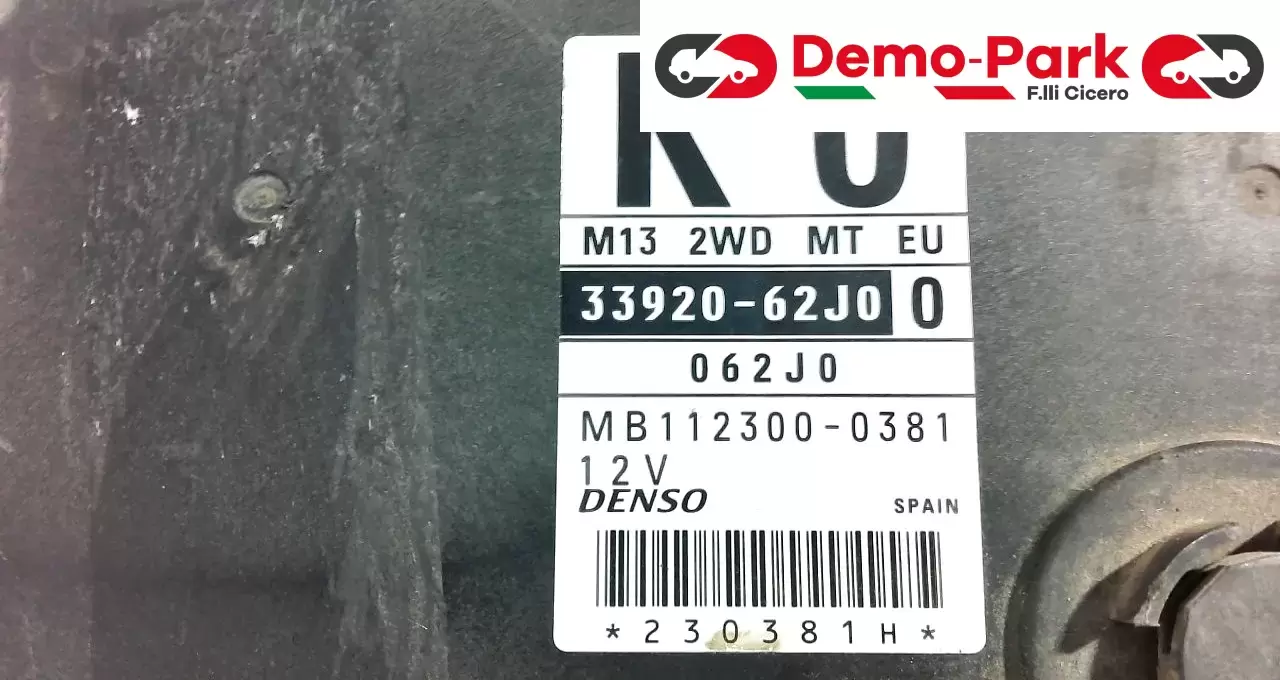 Demo-Park
F.lli Cicero
M13 2WD MT EU
33920-62J0 0
062J0
MB112300-0381
12V
DENSO SPAIN
*230381H*